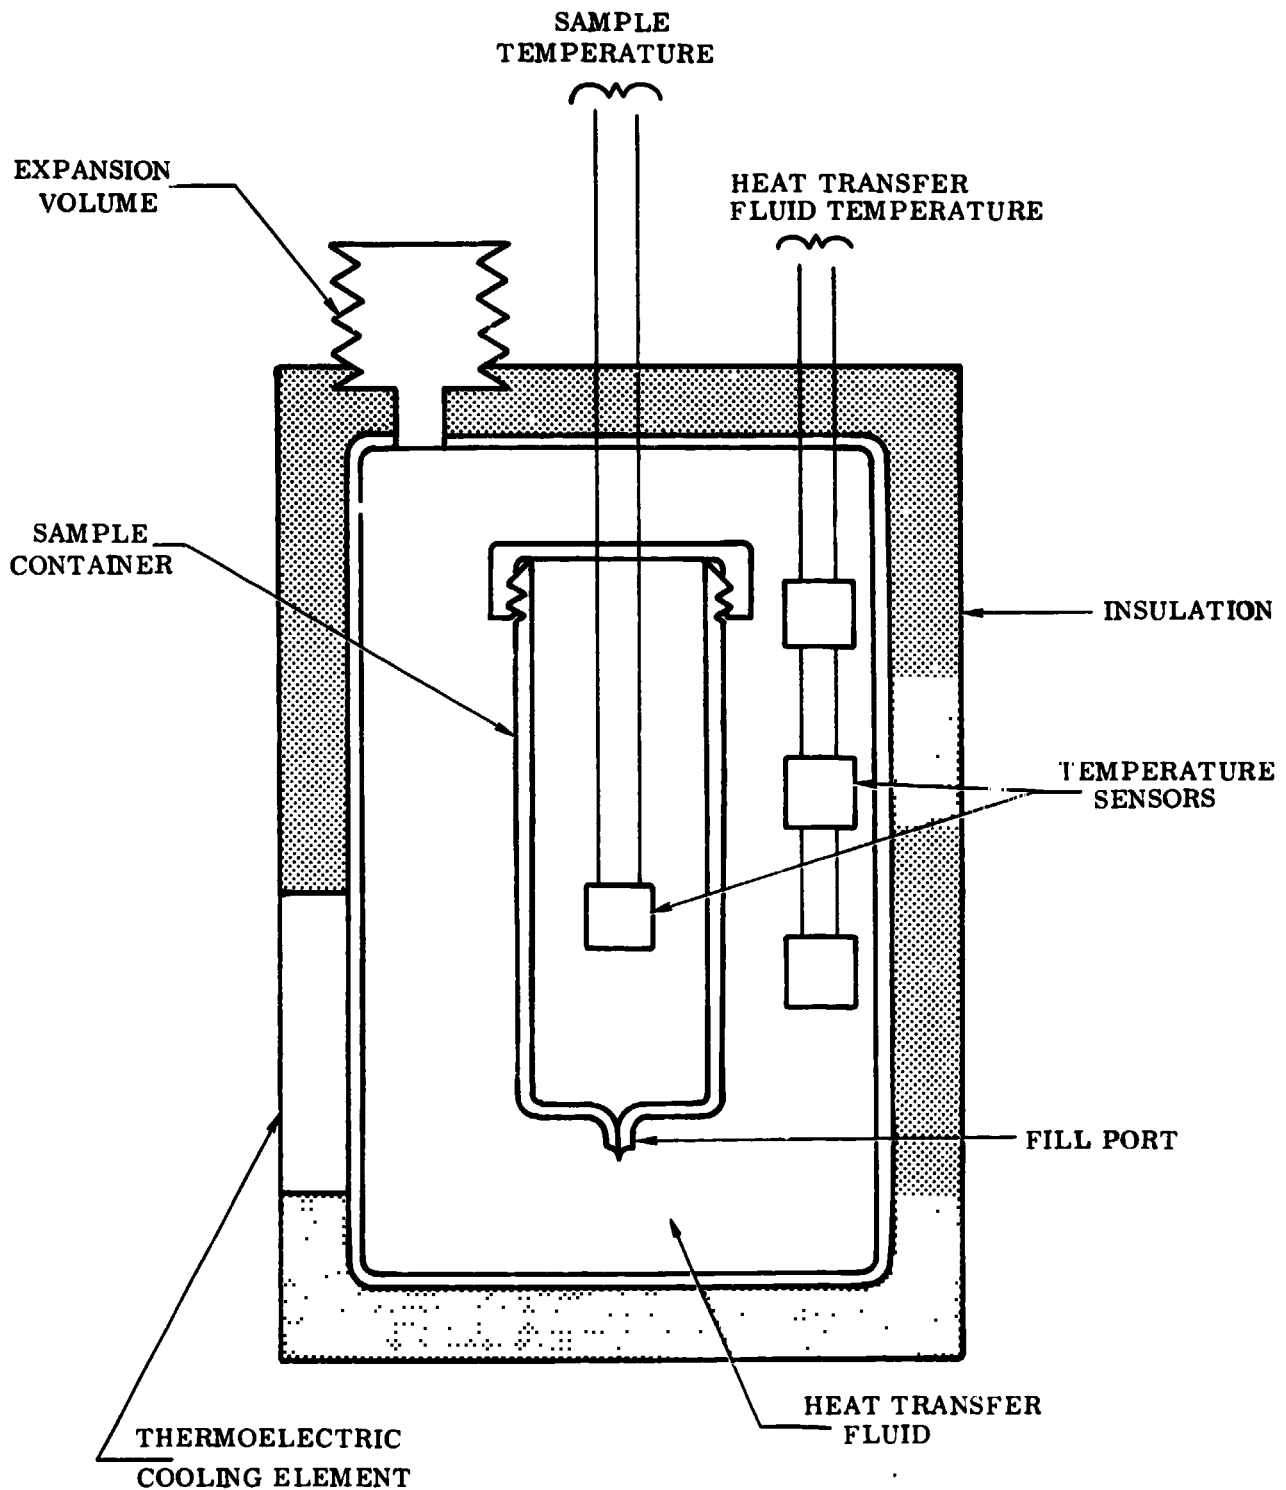 SAMPLE
TEMPERATURE
EXPANSION
VOLUME
HEAT TRANSFER
FLUID TEMPERATURE
SAMPLE
CONTAINER
INSULATION
TEMPERATURE
SENSORS
FILL PORT
HEAT TRANSFER
FLUID
THERMOELECTRIC
COOLING ELEMENT